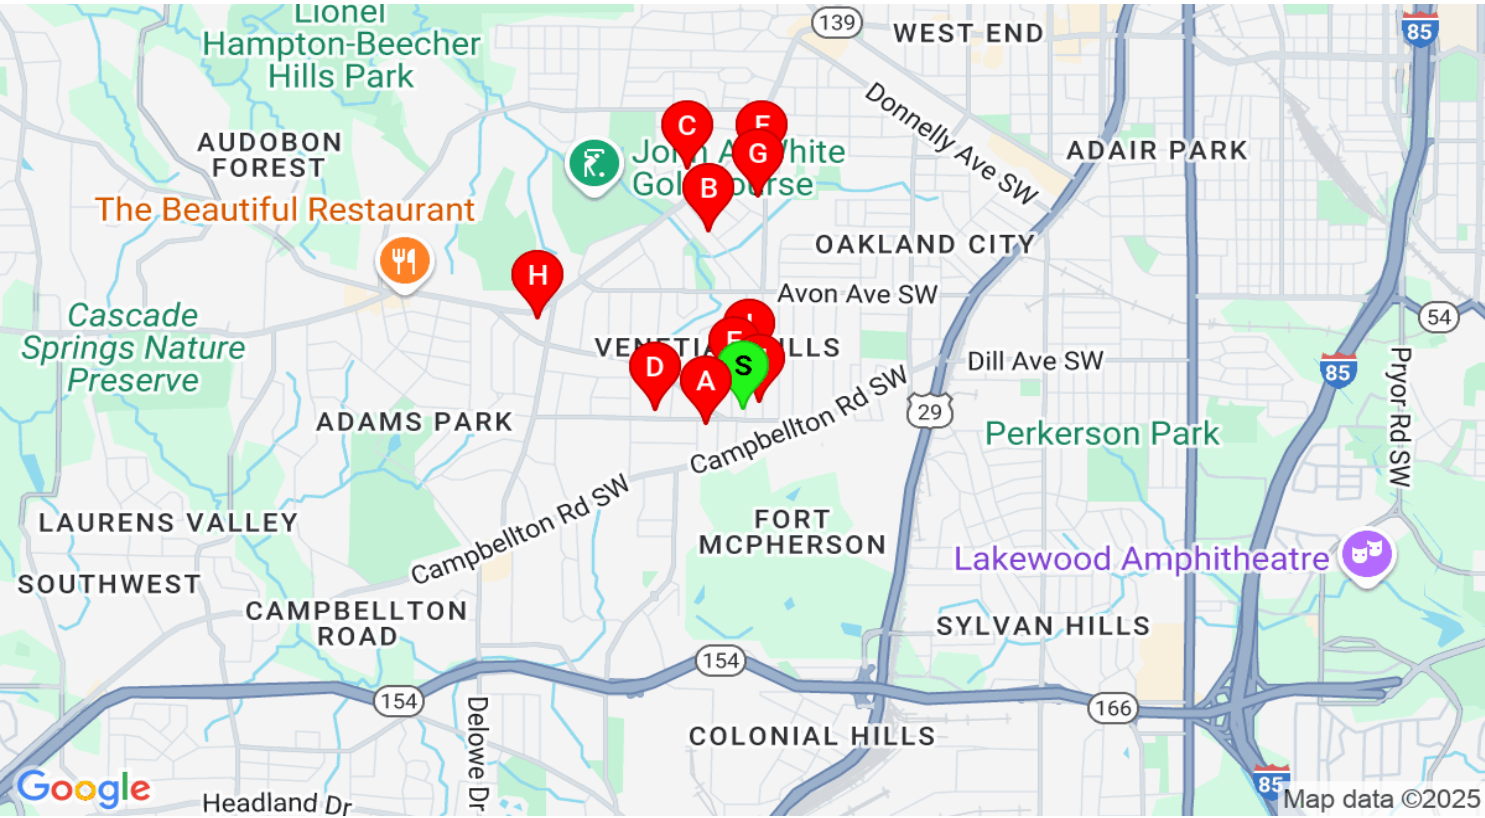 Lionel
Hampton-Beecher
Hills Park
139
WEST END
85
AUDOBON
FOREST
Donnelly Ave SW
ADAIR PARK
C
G
B
The Beautiful Restaurant
OAKLAND CITY
H
Avon Ave SW
54
Cascade
Springs Nature
Preserve
D
A
S
Dill Ave SW
85
Pryor Rd SW
29
ADAMS PARK
Campbellton Rd SW
Perkerson Park
LAURENS VALLEY
Campbellton Rd SW
FORT
MCPHERSON
Lakewood Amphitheatre
SOUTHWEST
CAMPBELLTON
ROAD
SYLVAN HILLS
154
154
166
Delowe Dr
COLONIAL HILLS
Google
Headland Dr
85
Map data ©2025